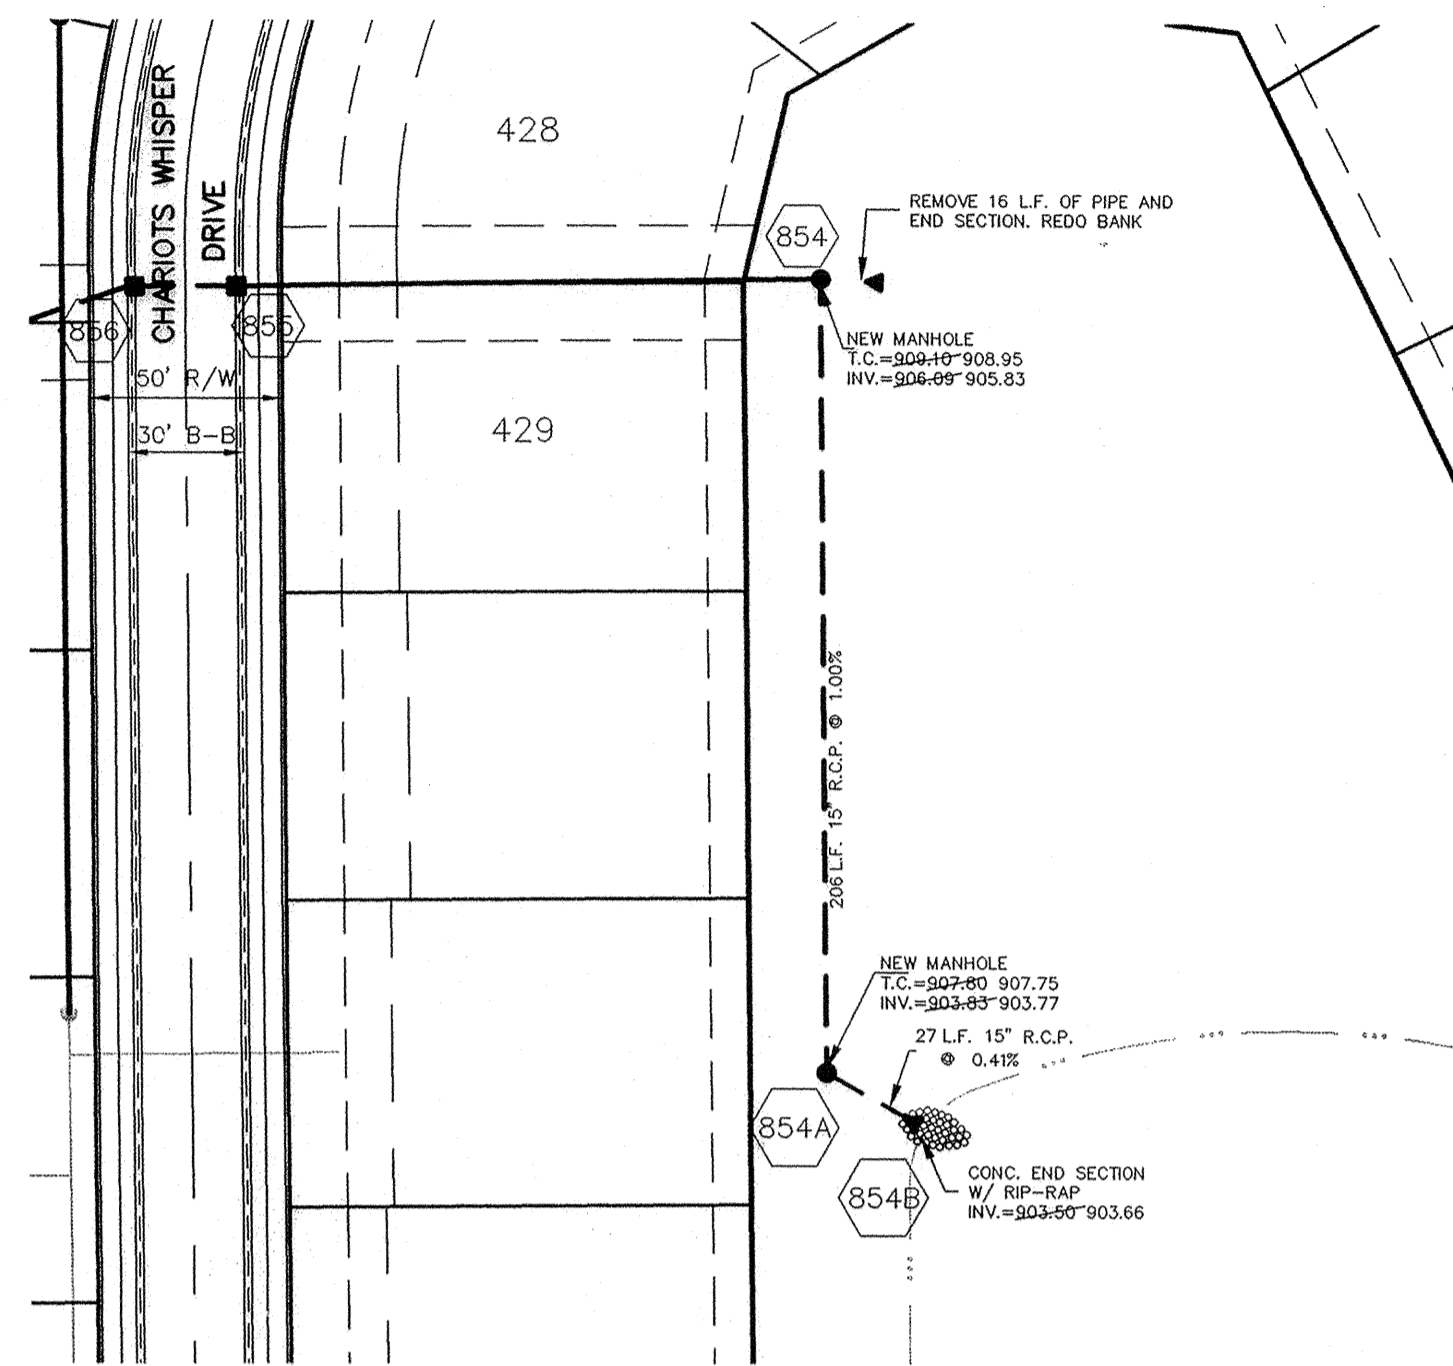 CHARIOTS WHISPER
DRIVE
428
854
REMOVE 16 L.F. OF PIPE AND
END SECTION. REDO BANK
856
855
NEW MANHOLE
T.C.=909.10 908.95
INV.=906.09 905.83
50' R/W
30' B-B
429
206 L.F. 15" R.C.P. @ 1.00%
NEW MANHOLE
T.C.=907.80 907.75
INV.=903.83 903.77
27 L.F. 15" R.C.P.
@ 0.41%
854A
854B
CONC. END SECTION
W/ RIP-RAP
INV.=903.50 903.66